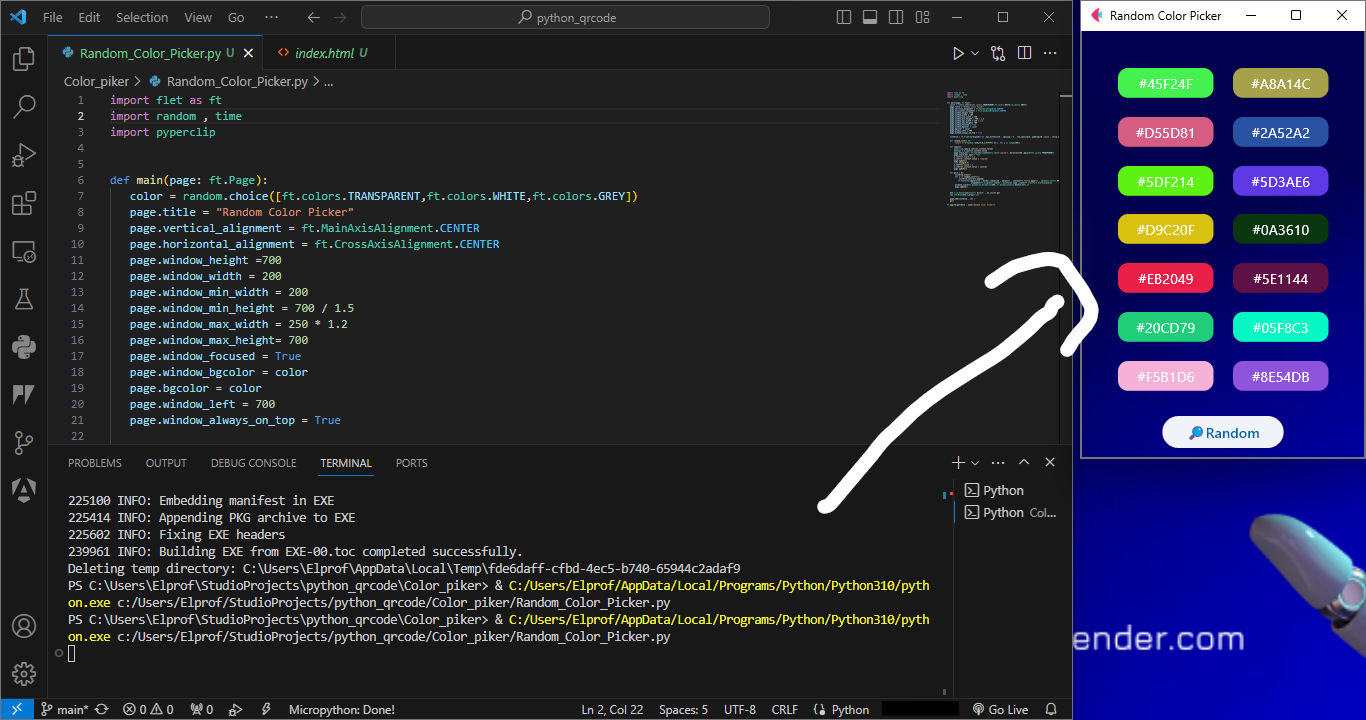 File Edit Selection View Go ··· python_qrcode
Random_Color_Picker.py U index.html U
Color_piker > Random_Color_Picker.py > ...
1 import flet as ft
2 import random , time
3 import pyperclip
4
5
6 def main(page: ft.Page):
7 color = random.choice([ft.colors.TRANSPARENT,ft.colors.WHITE,ft.colors.GREY])
8 page.title = "Random Color Picker"
9 page.vertical_alignment = ft.MainAxisAlignment.CENTER
10 page.horizontal_alignment = ft.CrossAxisAlignment.CENTER
11 page.window_height =700
12 page.window_width = 200
13 page.window_min_width = 200
14 page.window_min_height = 700 / 1.5
15 page.window_max_width = 250 * 1.2
16 page.window_max_height= 700
17 page.window_focused = True
18 page.window_bgcolor = color
19 page.bgcolor = color
20 page.window_left = 700
21 page.window_always_on_top = True
22
PROBLEMS OUTPUT DEBUG CONSOLE TERMINAL PORTS
225100 INFO: Embedding manifest in EXE
225414 INFO: Appending PKG archive to EXE
225602 INFO: Fixing EXE headers
239961 INFO: Building EXE from EXE-00.toc completed successfully.
Deleting temp directory: C:\Users\Elprof\AppData\Local\Temp\fde6daff-cfbd-4ec5-b740-65944c2adaf9
PS C:\Users\Elprof\StudioProjects\python_qrcode\Color_piker> & C:/Users/Elprof/AppData/Local/Programs/Python/Python310/pyth
on.exe c:/Users/Elprof/StudioProjects/python_qrcode/Color_piker/Random_Color_Picker.py
PS C:\Users\Elprof\StudioProjects\python_qrcode\Color_piker> & C:/Users/Elprof/AppData/Local/Programs/Python/Python310/pyth
on.exe c:/Users/Elprof/StudioProjects/python_qrcode/Color_piker/Random_Color_Picker.py
Python
Python Col...
main* 0 0 0 Micropython: Done! Ln 2, Col 22 Spaces: 5 UTF-8 CRLF Python Go Live
Random Color Picker
#45F24F #A8A14C
#D55D81 #2A52A2
#5DF214 #5D3AE6
#D9C20F #0A3610
#EB2049 #5E1144
#20CD79 #05F8C3
#F5B1D6 #8E54DB
Random
ender.com